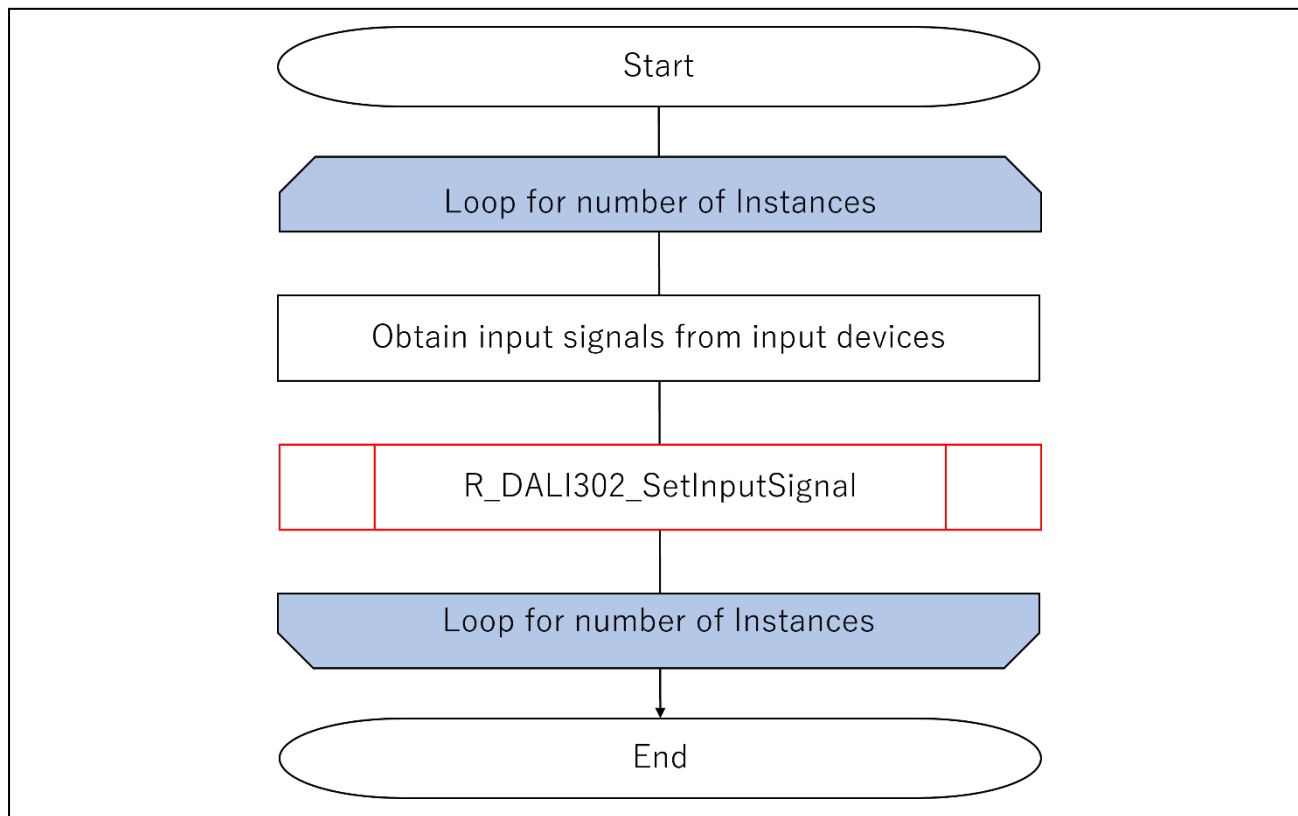 Start
Loop for number of Instances
Obtain input signals from input devices
R_DALI302_SetInputSignal
Loop for number of Instances
End